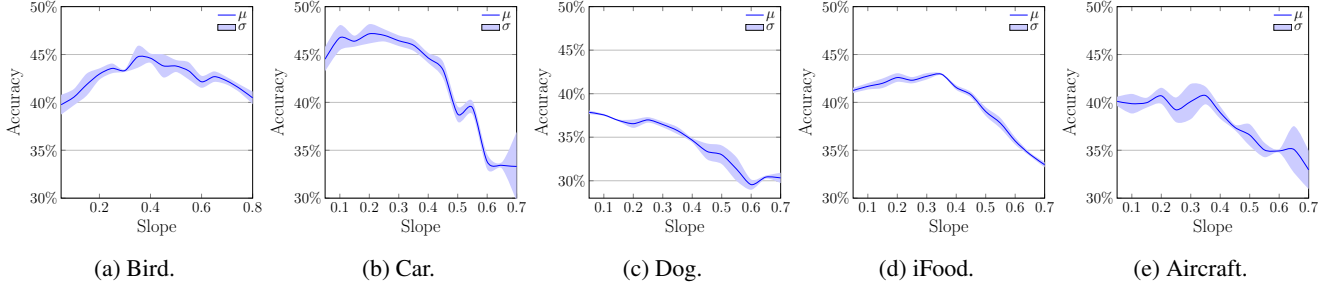 50%
45%
40%
35%
30%
Accuracy
0.2
0.4
0.6
0.8
Slope
μ
σ
(a) Bird.
50%
45%
40%
35%
30%
Accuracy
0.1
0.2
0.3
0.4
0.5
0.6
0.7
Slope
μ
σ
(b) Car.
50%
45%
40%
35%
30%
Accuracy
0.1
0.2
0.3
0.4
0.5
0.6
0.7
Slope
μ
σ
(c) Dog.
50%
45%
40%
35%
30%
Accuracy
0.1
0.2
0.3
0.4
0.5
0.6
0.7
Slope
μ
σ
(d) iFood.
50%
45%
40%
35%
30%
Accuracy
0.1
0.2
0.3
0.4
0.5
0.6
0.7
Slope
μ
σ
(e) Aircraft.